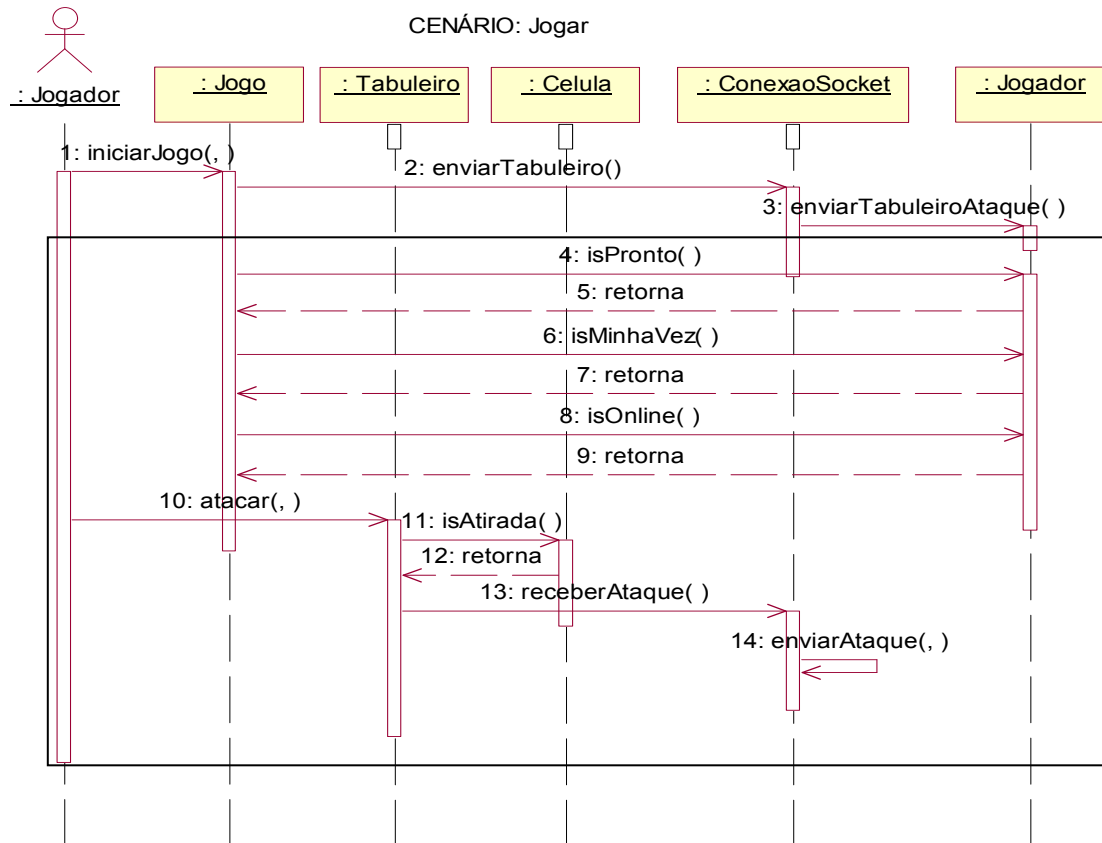 CENÁRIO: Jogar
: Jogador
: Jogo
: Tabuleiro
: Celula
: ConexaoSocket
: Jogador
1: iniciarJogo(, )
2: enviarTabuleiro()
3: enviarTabuleiroAtaque( )
4: isPronto( )
5: retorna
6: isMinhaVez( )
7: retorna
8: isOnline( )
9: retorna
10: atacar(, )
11: isAtirada( )
12: retorna
13: receberAtaque( )
14: enviarAtaque(, )